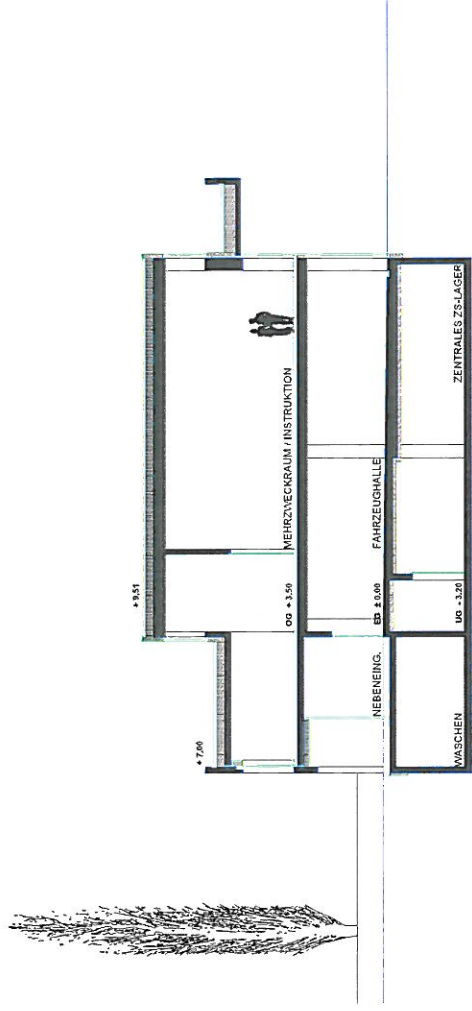 + 9,51
+ 7,00
MEHRZWECKRAUM / INSTRUKTION
OG + 3,50
FAHRZEUGHALLE
EG ± 0,00
NEBENEING.
ZENTRALES ZS-LAGER
UG - 3,20
WASCHEN